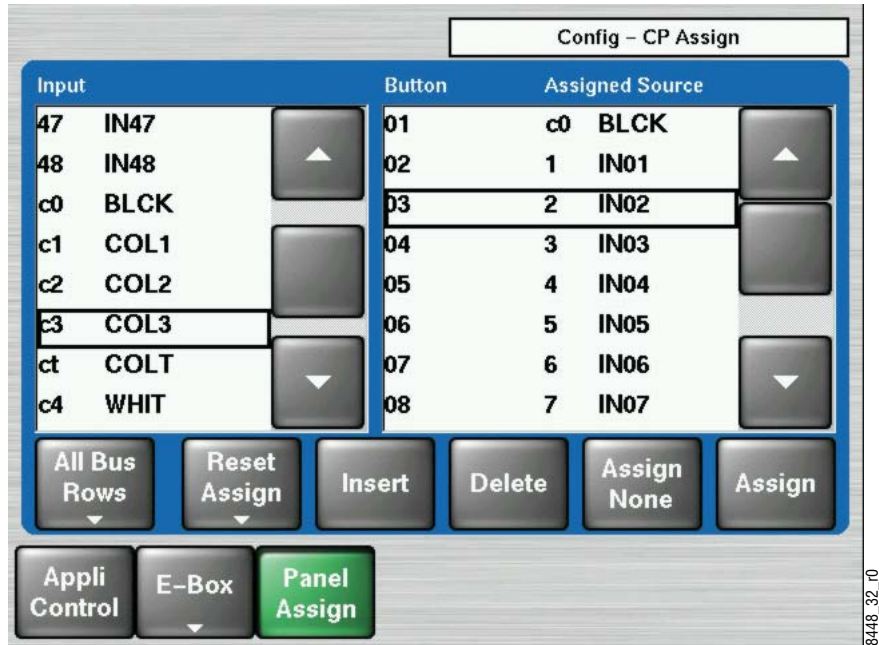 Config – CP Assign
Input
47 IN47
48 IN48
c0 BLCK
c1 COL1
c2 COL2
c3 COL3
ct COLT
c4 WHIT
Button Assigned Source
01 c0 BLCK
02 1 IN01
03 2 IN02
04 3 IN03
05 4 IN04
06 5 IN05
07 6 IN06
08 7 IN07
All Bus
Rows
Reset
Assign
Insert
Delete
Assign
None
Assign
Appli
Control
E–Box
Panel
Assign
8448_32_r0